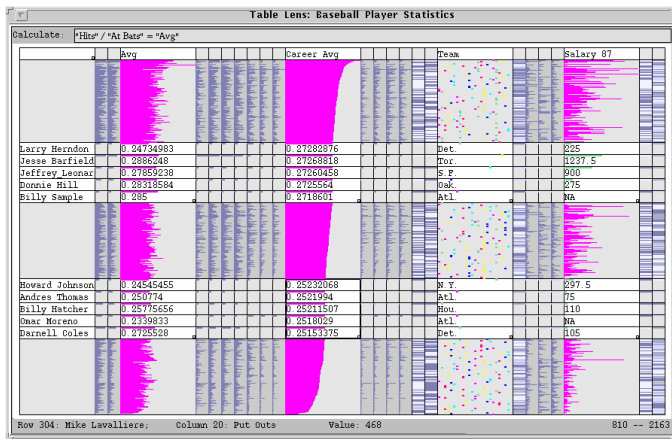 Table Lens: Baseball Player Statistics
Calculate: "Hits" / "At Bats" = "Avg"
Avg Career Avg Team Salary 87
Larry Herndon 0.24734983 0.27282876 Det. 225
Jesse Barfield 0.2886248 0.27268818 Tor. 1237.5
Jeffrey Leonar 0.27859238 0.27260458 S.F. 900
Donnie Hill 0.28318584 0.2725564 Oak. 275
Billy Sample 0.285 0.2718601 Atl. NA
Howard Johnson 0.24545455 0.25232068 N.Y. 297.5
Andres Thomas 0.250774 0.2521994 Atl. 75
Billy Hatcher 0.25775656 0.25211507 Hou. 110
Omar Moreno 0.2339833 0.2518029 Atl. NA
Darnell Coles 0.2725528 0.25153375 Det. 105
Row 304: Mike Lavalliere; Column 20: Put Outs Value: 468 810 -- 216